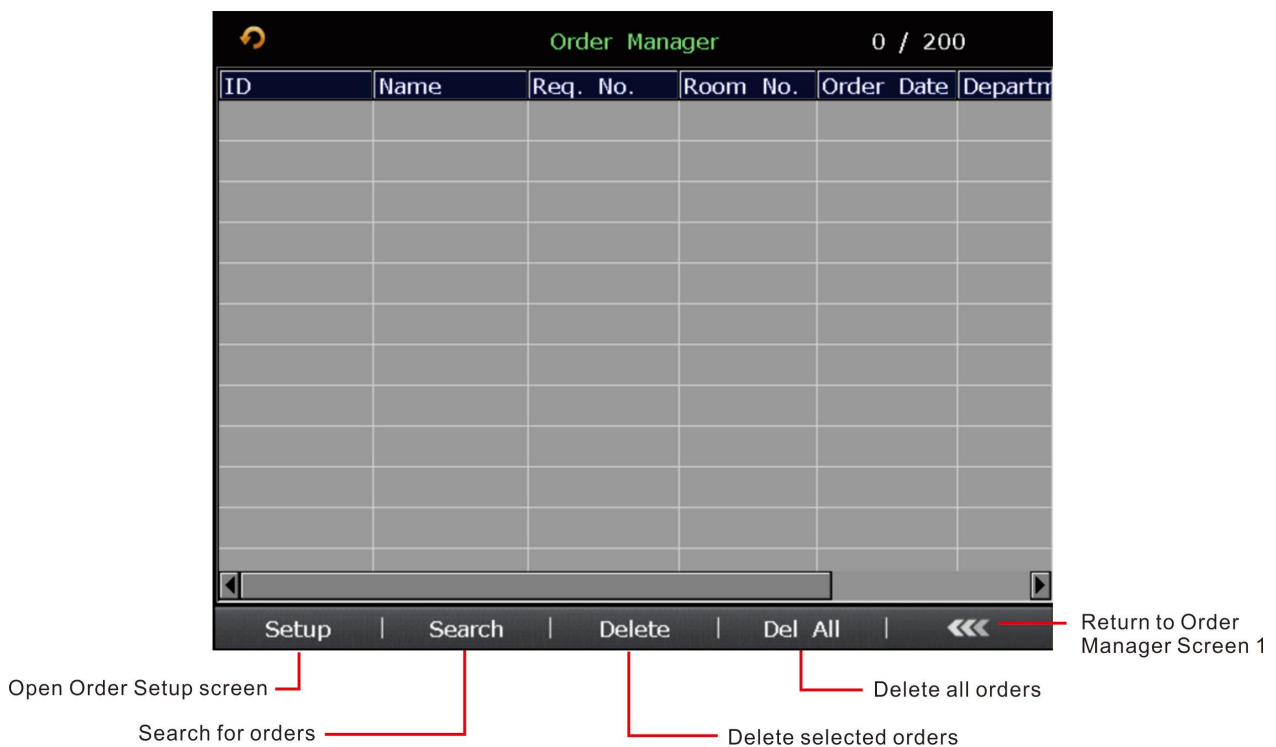 Order Manager 0 / 200
ID Name Req. No. Room No. Order Date Departm
Setup | Search | Delete | Del All |
Return to Order
Manager Screen 1
Open Order Setup screen
Delete all orders
Search for orders
Delete selected orders